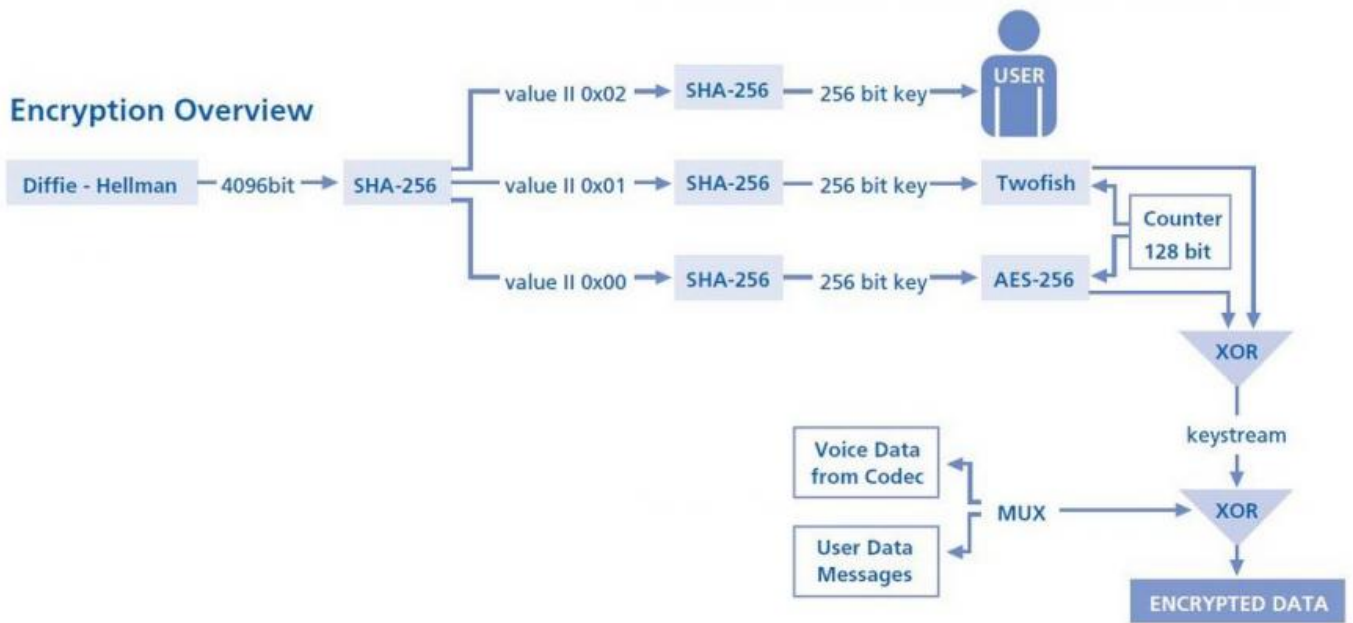 Encryption Overview
value II 0x02
SHA-256
256 bit key
USER
Diffie - Hellman
4096bit
SHA-256
value II 0x01
SHA-256
256 bit key
Twofish
Counter
128 bit
value II 0x00
SHA-256
256 bit key
AES-256
XOR
keystream
Voice Data
from Codec
MUX
XOR
User Data
Messages
ENCRYPTED DATA